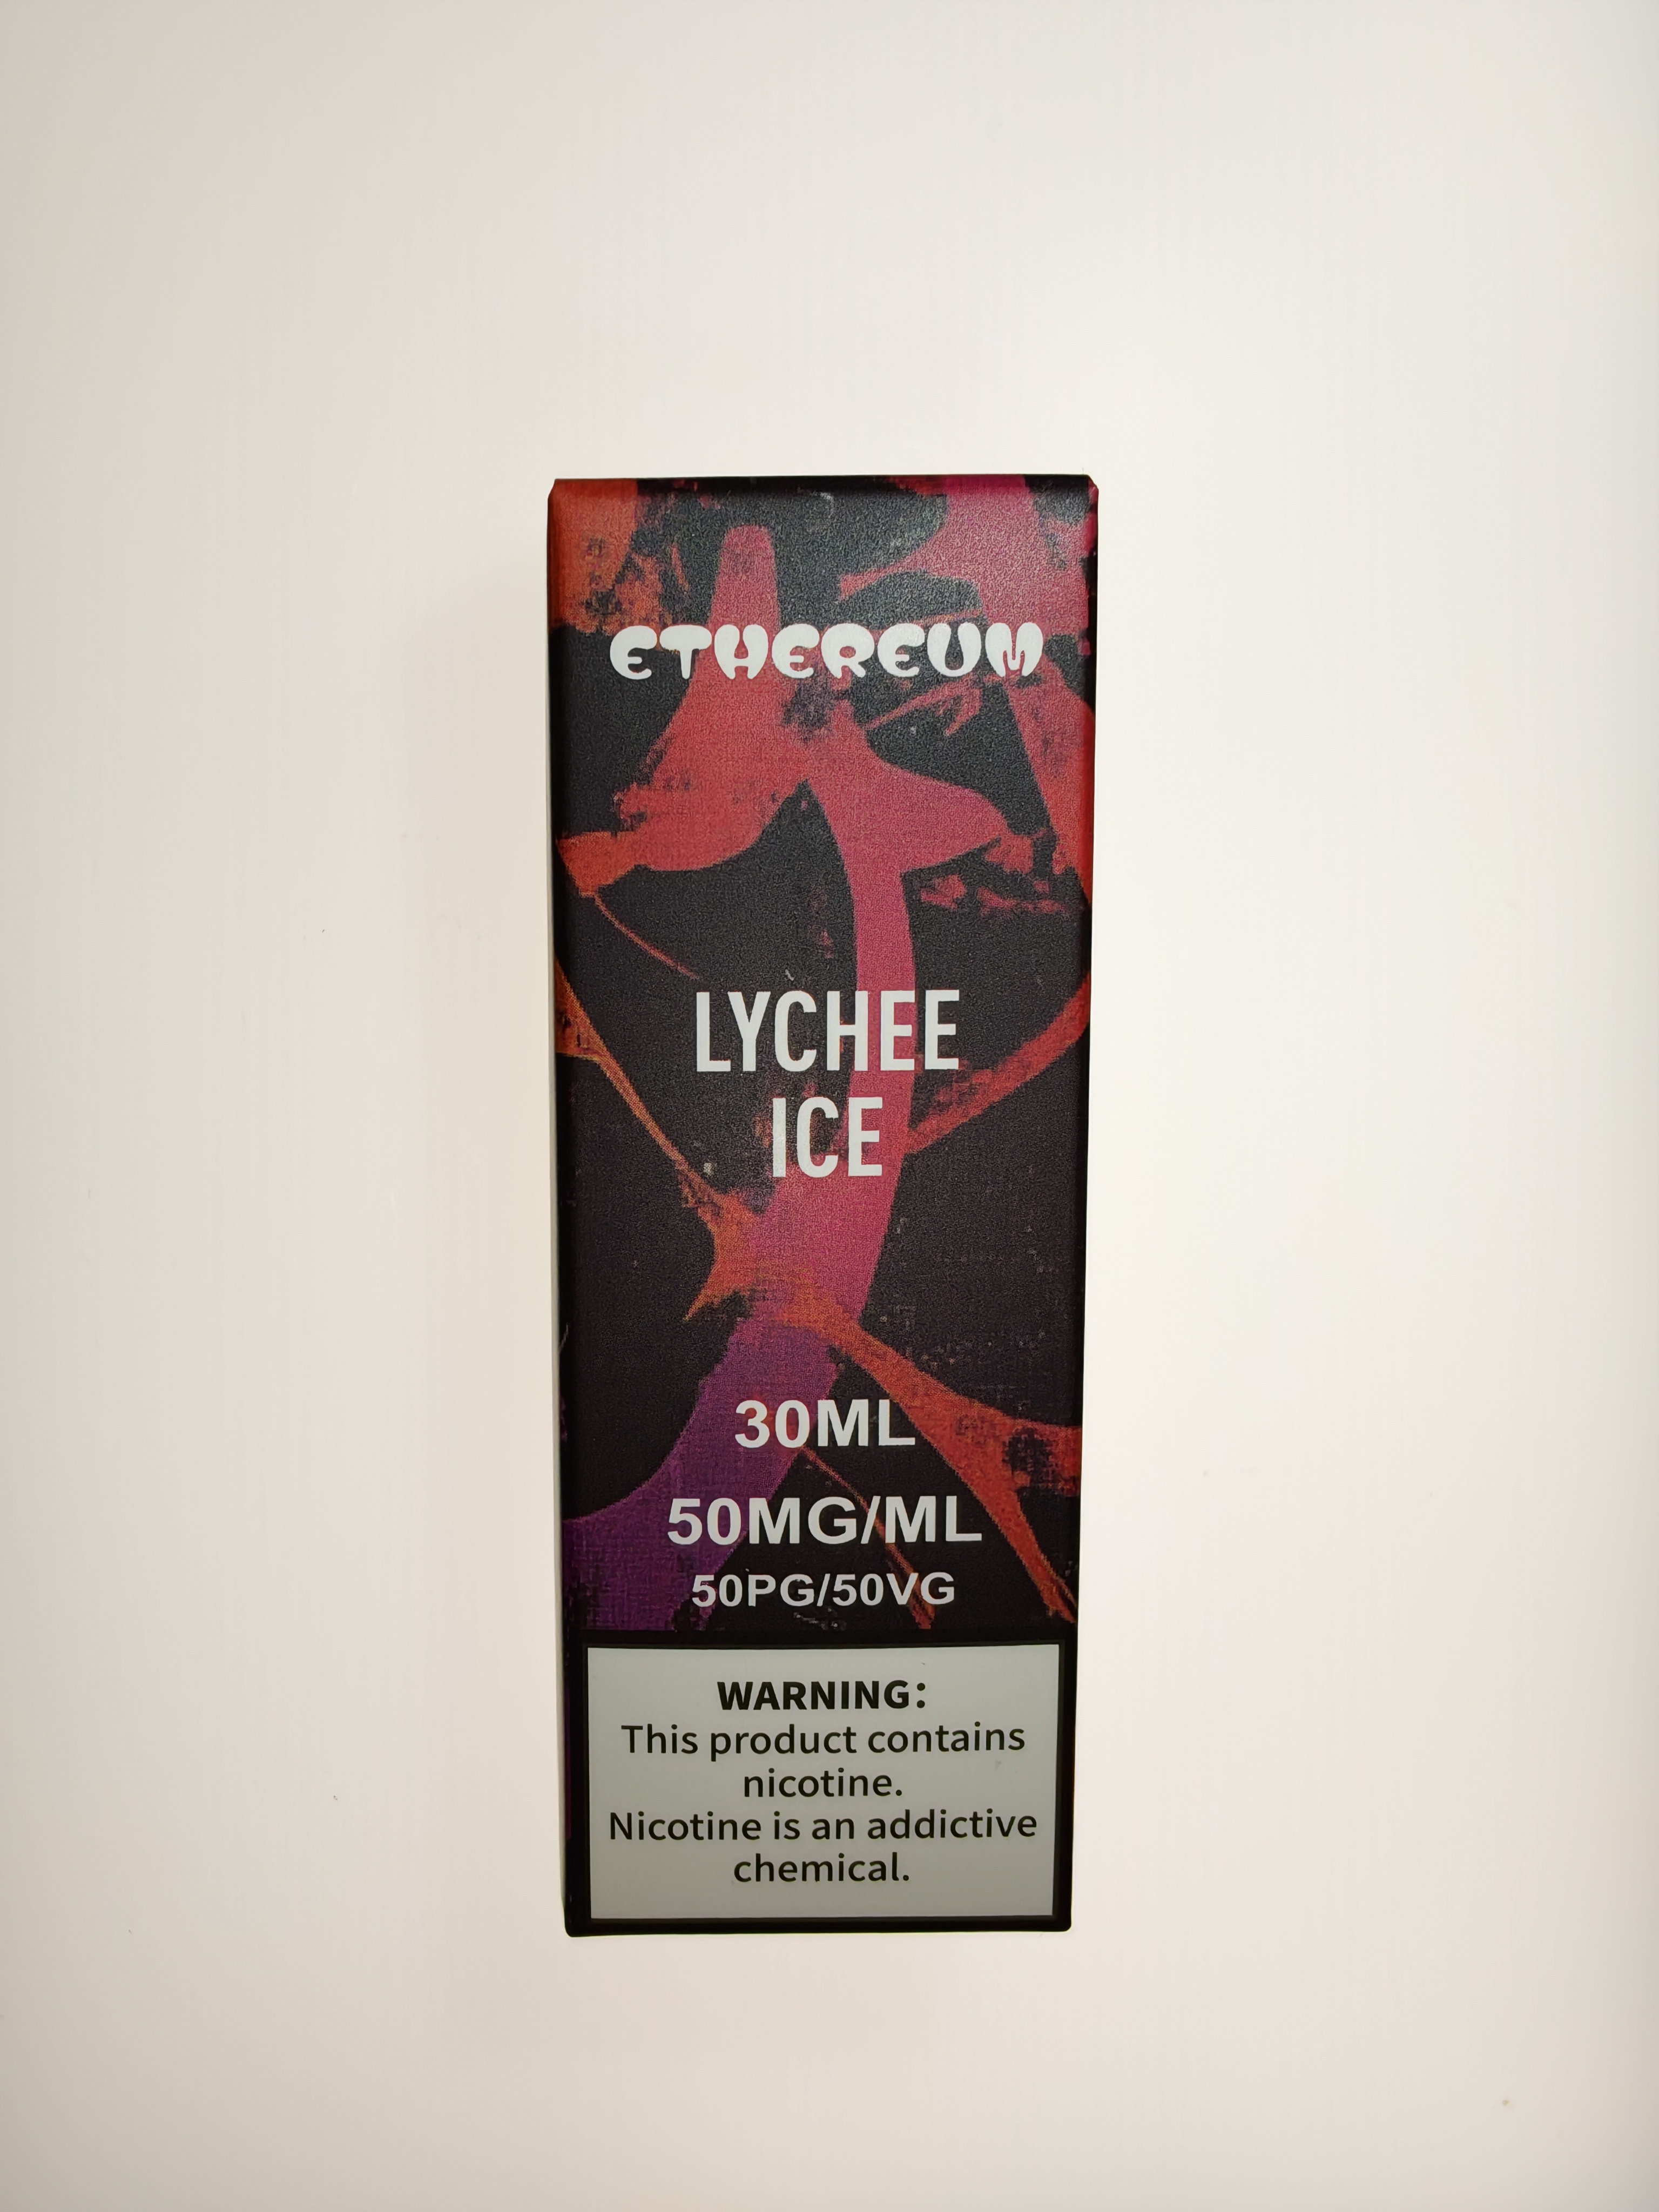 ETHEREUM
LYCHEE
ICE
30ML
50MG/ML
50PG/50VG
WARNING:
This product contains
nicotine.
Nicotine is an addictive
chemical.